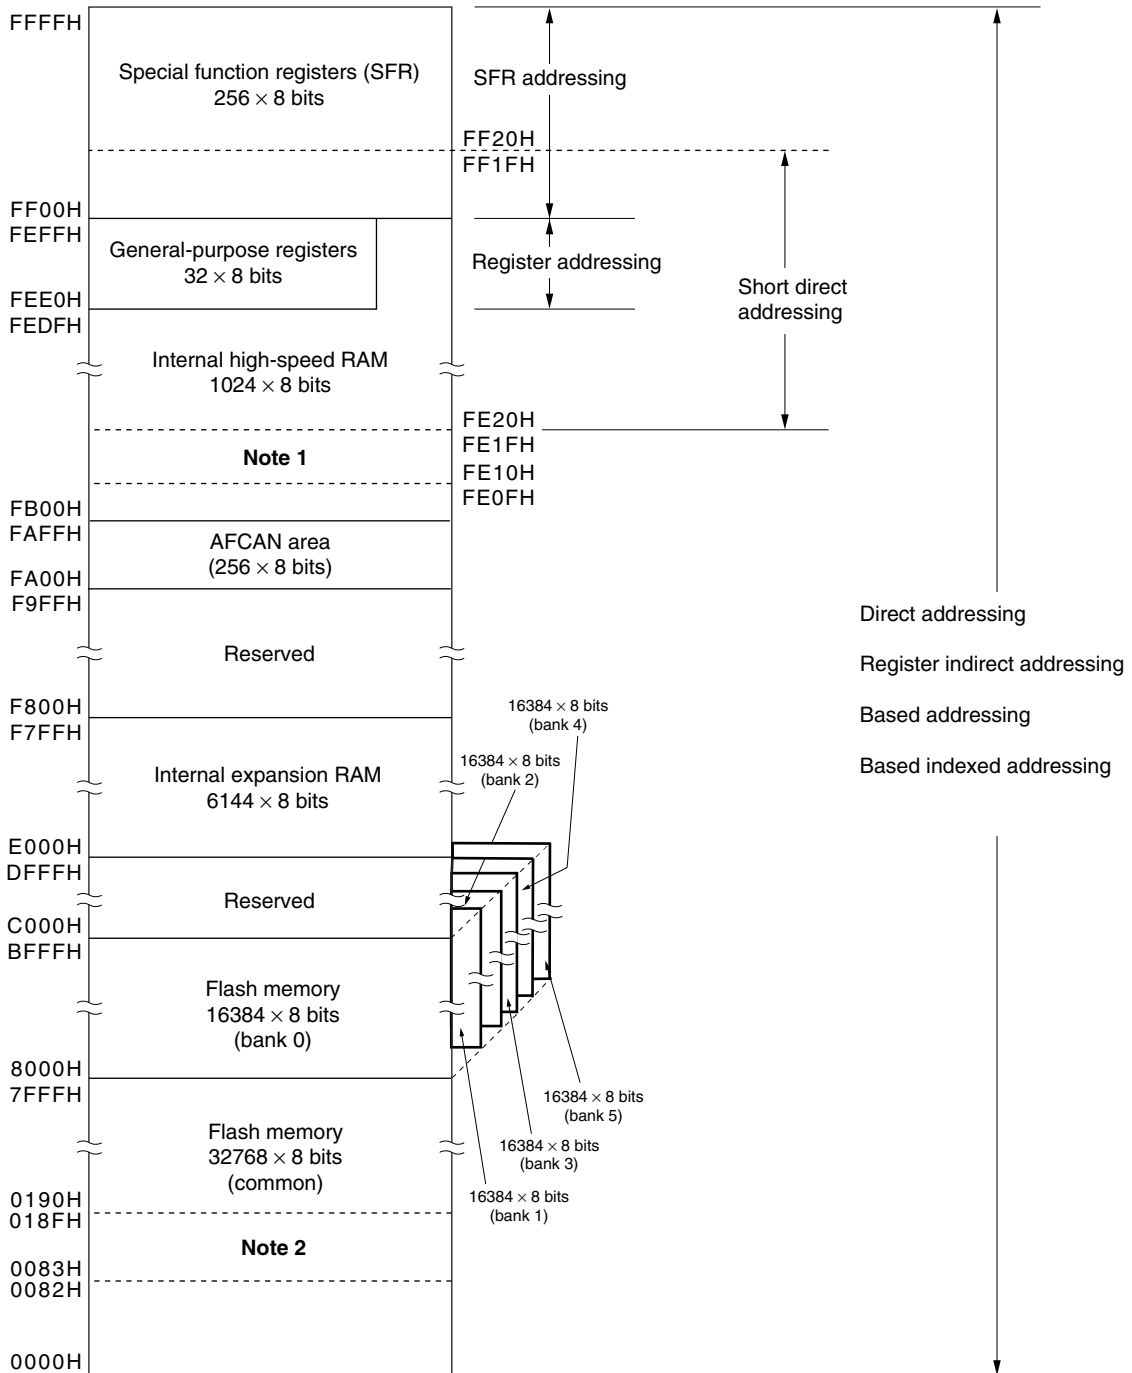 FFFFH
Special function registers (SFR)
256 × 8 bits
SFR addressing
FF20H
FF1FH
FF00H
FEFFH
General-purpose registers
32 × 8 bits
Register addressing
Short direct
addressing
FEE0H
FEDFH
Internal high-speed RAM
1024 × 8 bits
FE20H
FE1FH
Note 1
FE10H
FE0FH
FB00H
FAFFH
AFCAN area
(256 × 8 bits)
FA00H
F9FFH
Direct addressing
Register indirect addressing
Based addressing
Based indexed addressing
Reserved
F800H
F7FFH
16384 × 8 bits
(bank 4)
16384 × 8 bits
(bank 2)
Internal expansion RAM
6144 × 8 bits
E000H
DFFFH
Reserved
C000H
BFFFH
Flash memory
16384 × 8 bits
(bank 0)
8000H
7FFFH
16384 × 8 bits
(bank 5)
16384 × 8 bits
(bank 3)
16384 × 8 bits
(bank 1)
Flash memory
32768 × 8 bits
(common)
0190H
018FH
Note 2
0083H
0082H
0000H